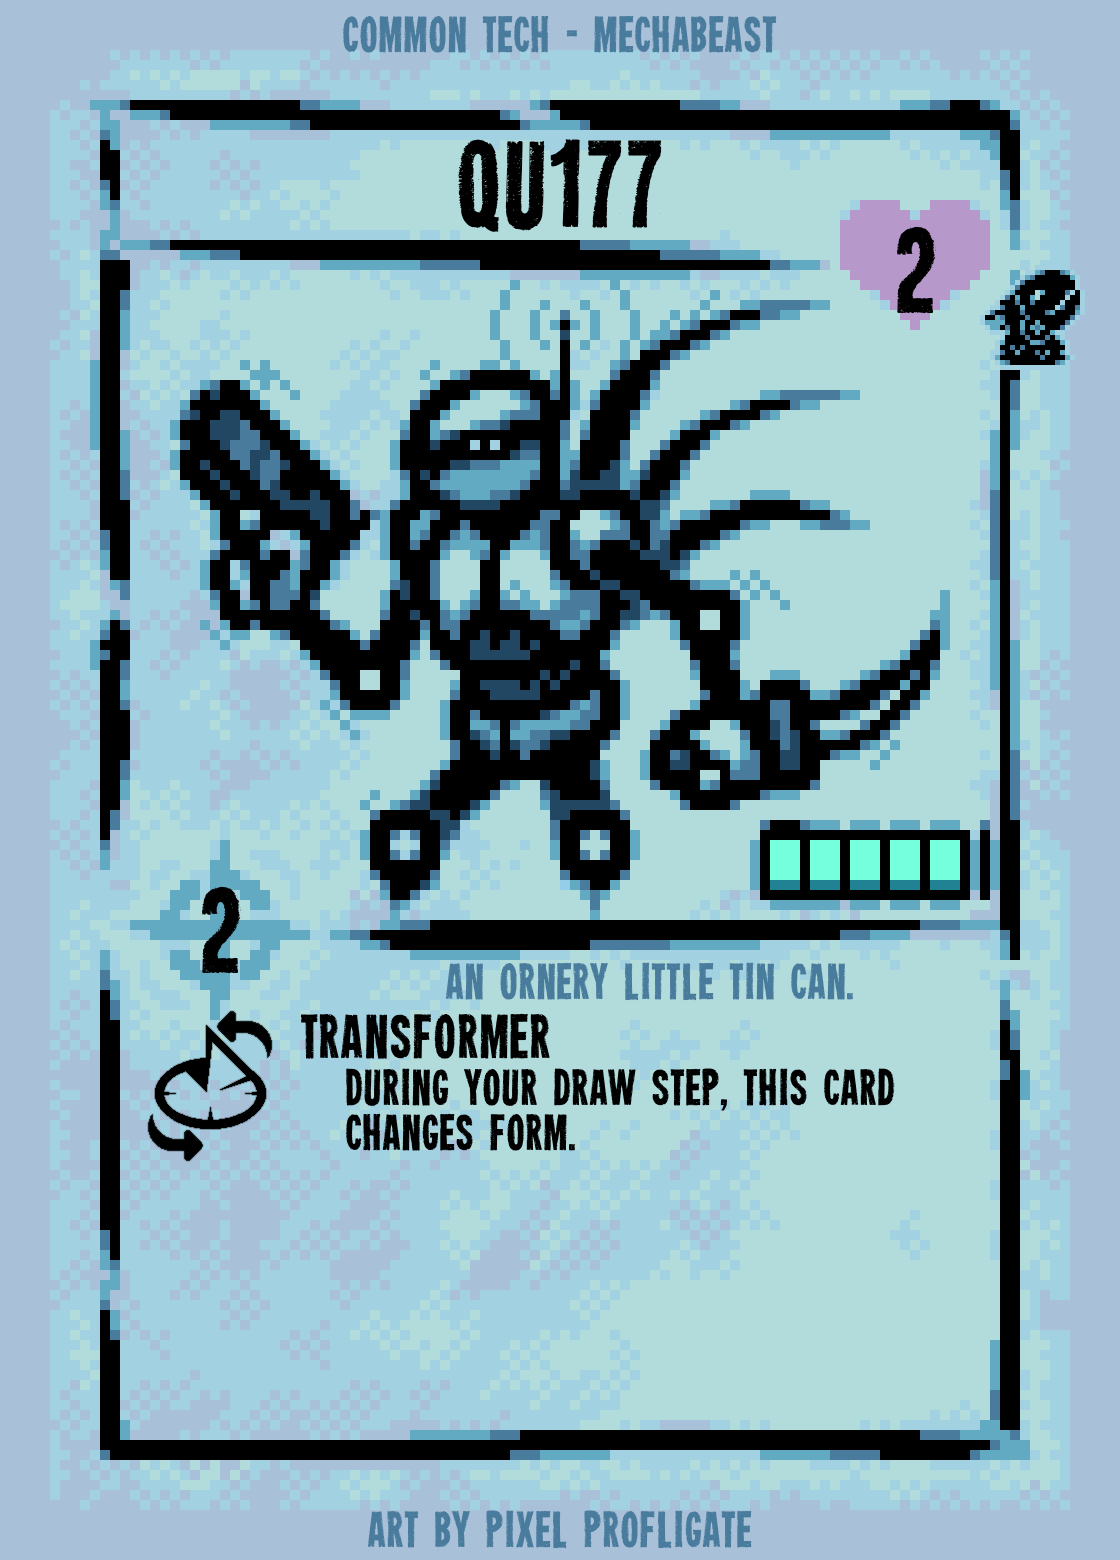 COMMON TECH - MECHABEAST
QU177
2
2
AN ORNERY LITTLE TIN CAN.
TRANSFORMER
DURING YOUR DRAW STEP, THIS CARD
CHANGES FORM.
ART BY PIXEL PROFLIGATE